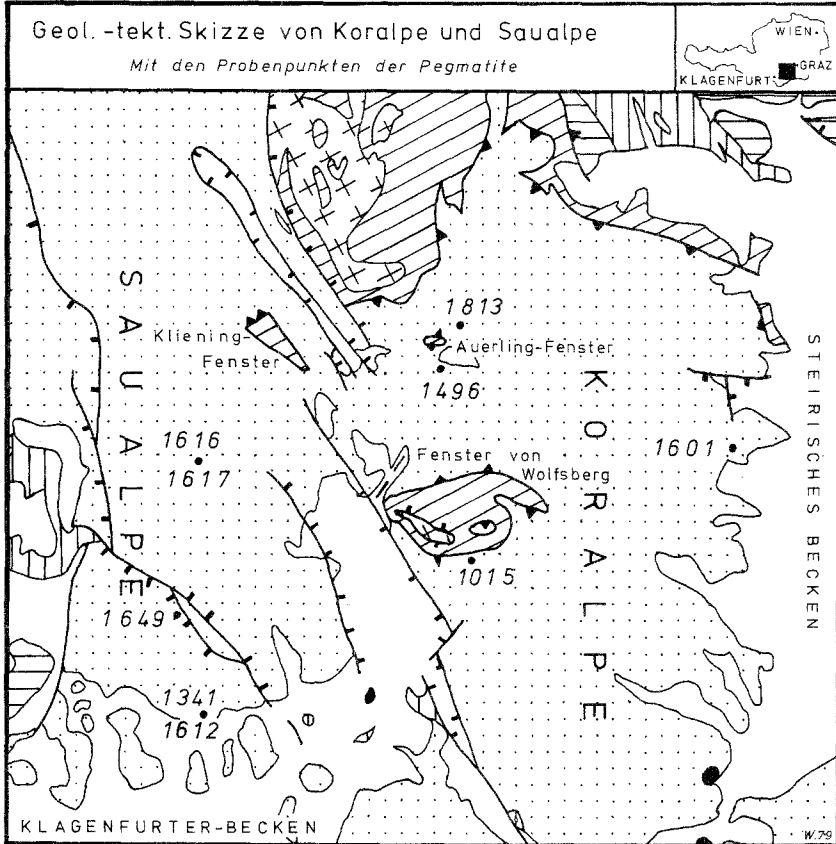 Geol.-tekt. Skizze von Koralpe und Saualpe
Mit den Probenpunkten der Pegmatite
WIEN
GRAZ
KLAGENFURT
SAUALPE
1813
Kliening-
Fenster
Auerling-Fenster
1496
KORALPE
STEIRISCHES BECKEN
1616
1617
1601
Fenster von
Wolfsberg
1015
1649
1341
1612
KLAGENFURTER-BECKEN
W.79